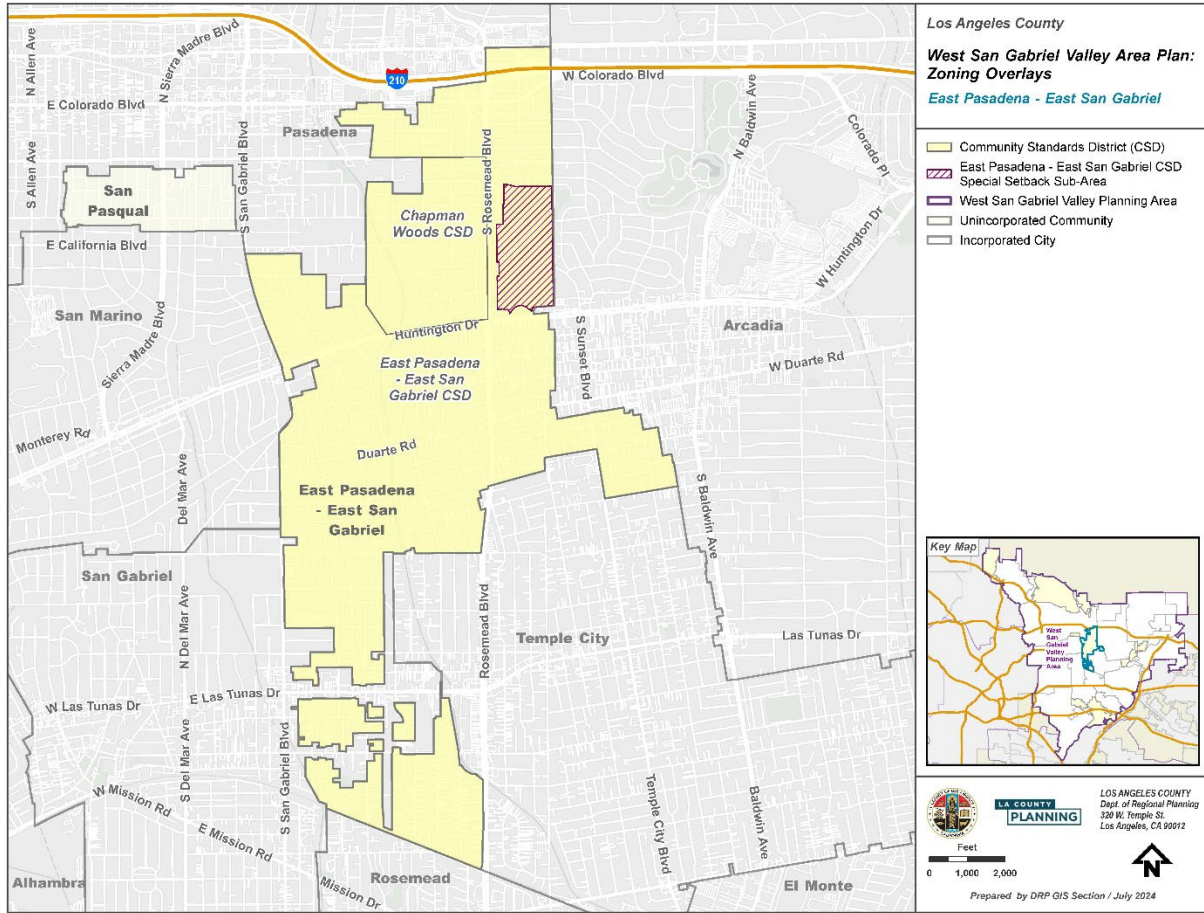 Los Angeles County
West San Gabriel Valley Area Plan:
Zoning Overlays
East Pasadena - East San Gabriel
Community Standards District (CSD)
East Pasadena - East San Gabriel CSD
Special Setback Sub-Area
West San Gabriel Valley Planning Area
Unincorporated Community
Incorporated City
N Allen Ave
N Sierra Madre Blvd
210
W Colorado Blvd
E Colorado Blvd
Pasadena
N Baldwin Ave
Colorado Pl
S Allen Ave
San
Pasqual
S San Gabriel Blvd
S Rosemead Blvd
Chapman
Woods CSD
E California Blvd
W Huntington Dr
San Marino
Sierra Madre Blvd
Huntington Dr
S Sunset Blvd
Arcadia
East Pasadena
- East San
Gabriel CSD
W Duarte Rd
Monterey Rd
Duarte Rd
Del Mar Ave
East Pasadena
- East San
Gabriel
S Baldwin Ave
San Gabriel
N Del Mar Ave
Rosemead Blvd
Temple City
Las Tunas Dr
E Las Tunas Dr
W Las Tunas Dr
S Del Mar Ave
S San Gabriel Blvd
W Mission Rd
E Mission Rd
Temple City Blvd
Baldwin Ave
Mission Dr
Alhambra
Rosemead
El Monte
Key Map
West
San
Gabriel
Valley
Planning
Area
LA COUNTY
PLANNING
LOS ANGELES COUNTY
Dept. of Regional Planning
320 W. Temple St.
Los Angeles, CA 90012
Feet
0 1,000 2,000
N
Prepared by DRP GIS Section / July 2024